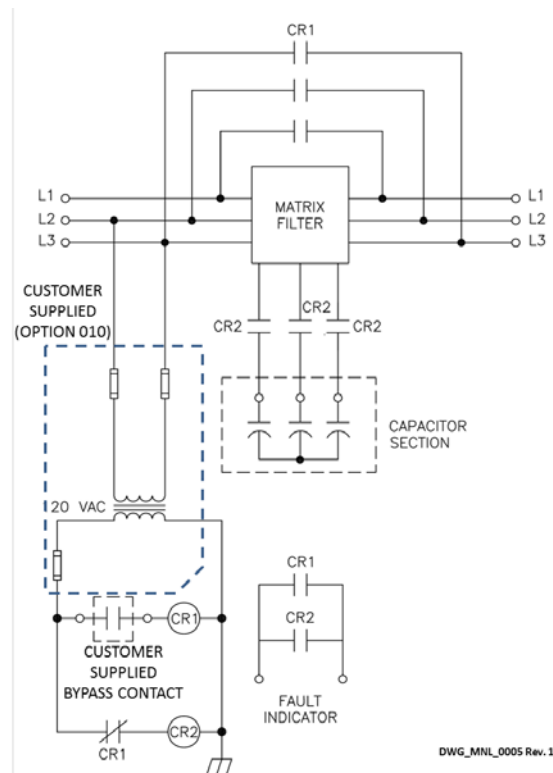 CR1
L1
L2
L3
MATRIX
FILTER
L1
L2
L3
CUSTOMER
SUPPLIED
(OPTION 010)
CR2
CR2
CR2
CAPACITOR
SECTION
20 VAC
CR1
CUSTOMER
SUPPLIED
BYPASS CONTACT
CR1
CR2
CR1
CR2
FAULT
INDICATOR
DWG_MNL_0005 Rev. 1